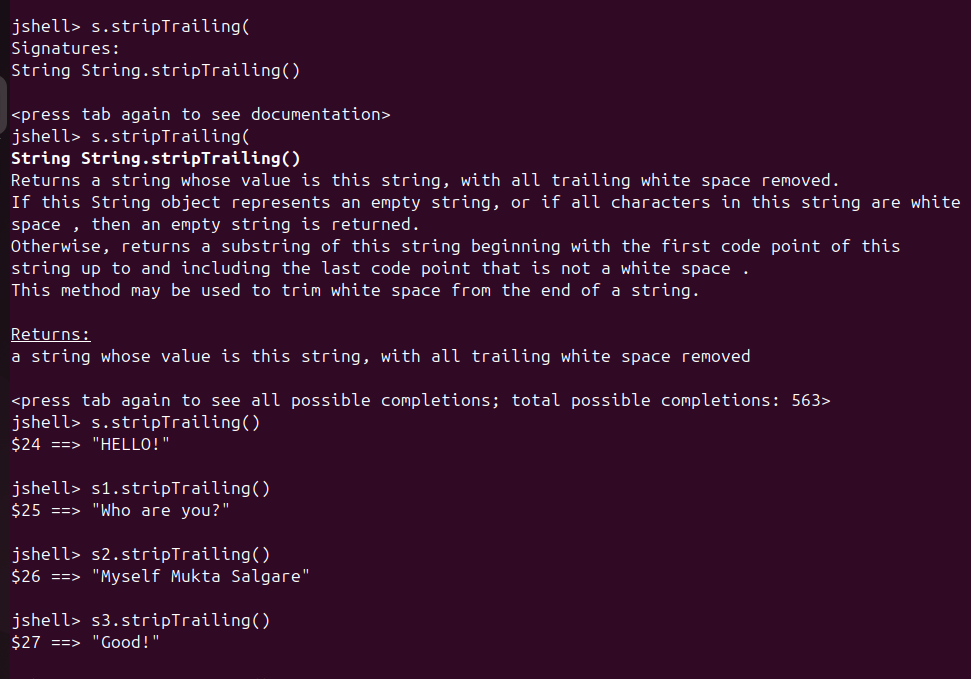 jshell> s.stripTrailing(
Signatures:
String String.stripTrailing()
<press tab again to see documentation>
jshell> s.stripTrailing(
String String.stripTrailing()
Returns a string whose value is this string, with all trailing white space removed.
If this String object represents an empty string, or if all characters in this string are white
space , then an empty string is returned.
Otherwise, returns a substring of this string beginning with the first code point of this
string up to and including the last code point that is not a white space .
This method may be used to trim white space from the end of a string.
Returns:
a string whose value is this string, with all trailing white space removed
<press tab again to see all possible completions; total possible completions: 563>
jshell> s.stripTrailing()
$24 ==> "HELLO!"
jshell> s1.stripTrailing()
$25 ==> "Who are you?"
jshell> s2.stripTrailing()
$26 ==> "Myself Mukta Salgare"
jshell> s3.stripTrailing()
$27 ==> "Good!"